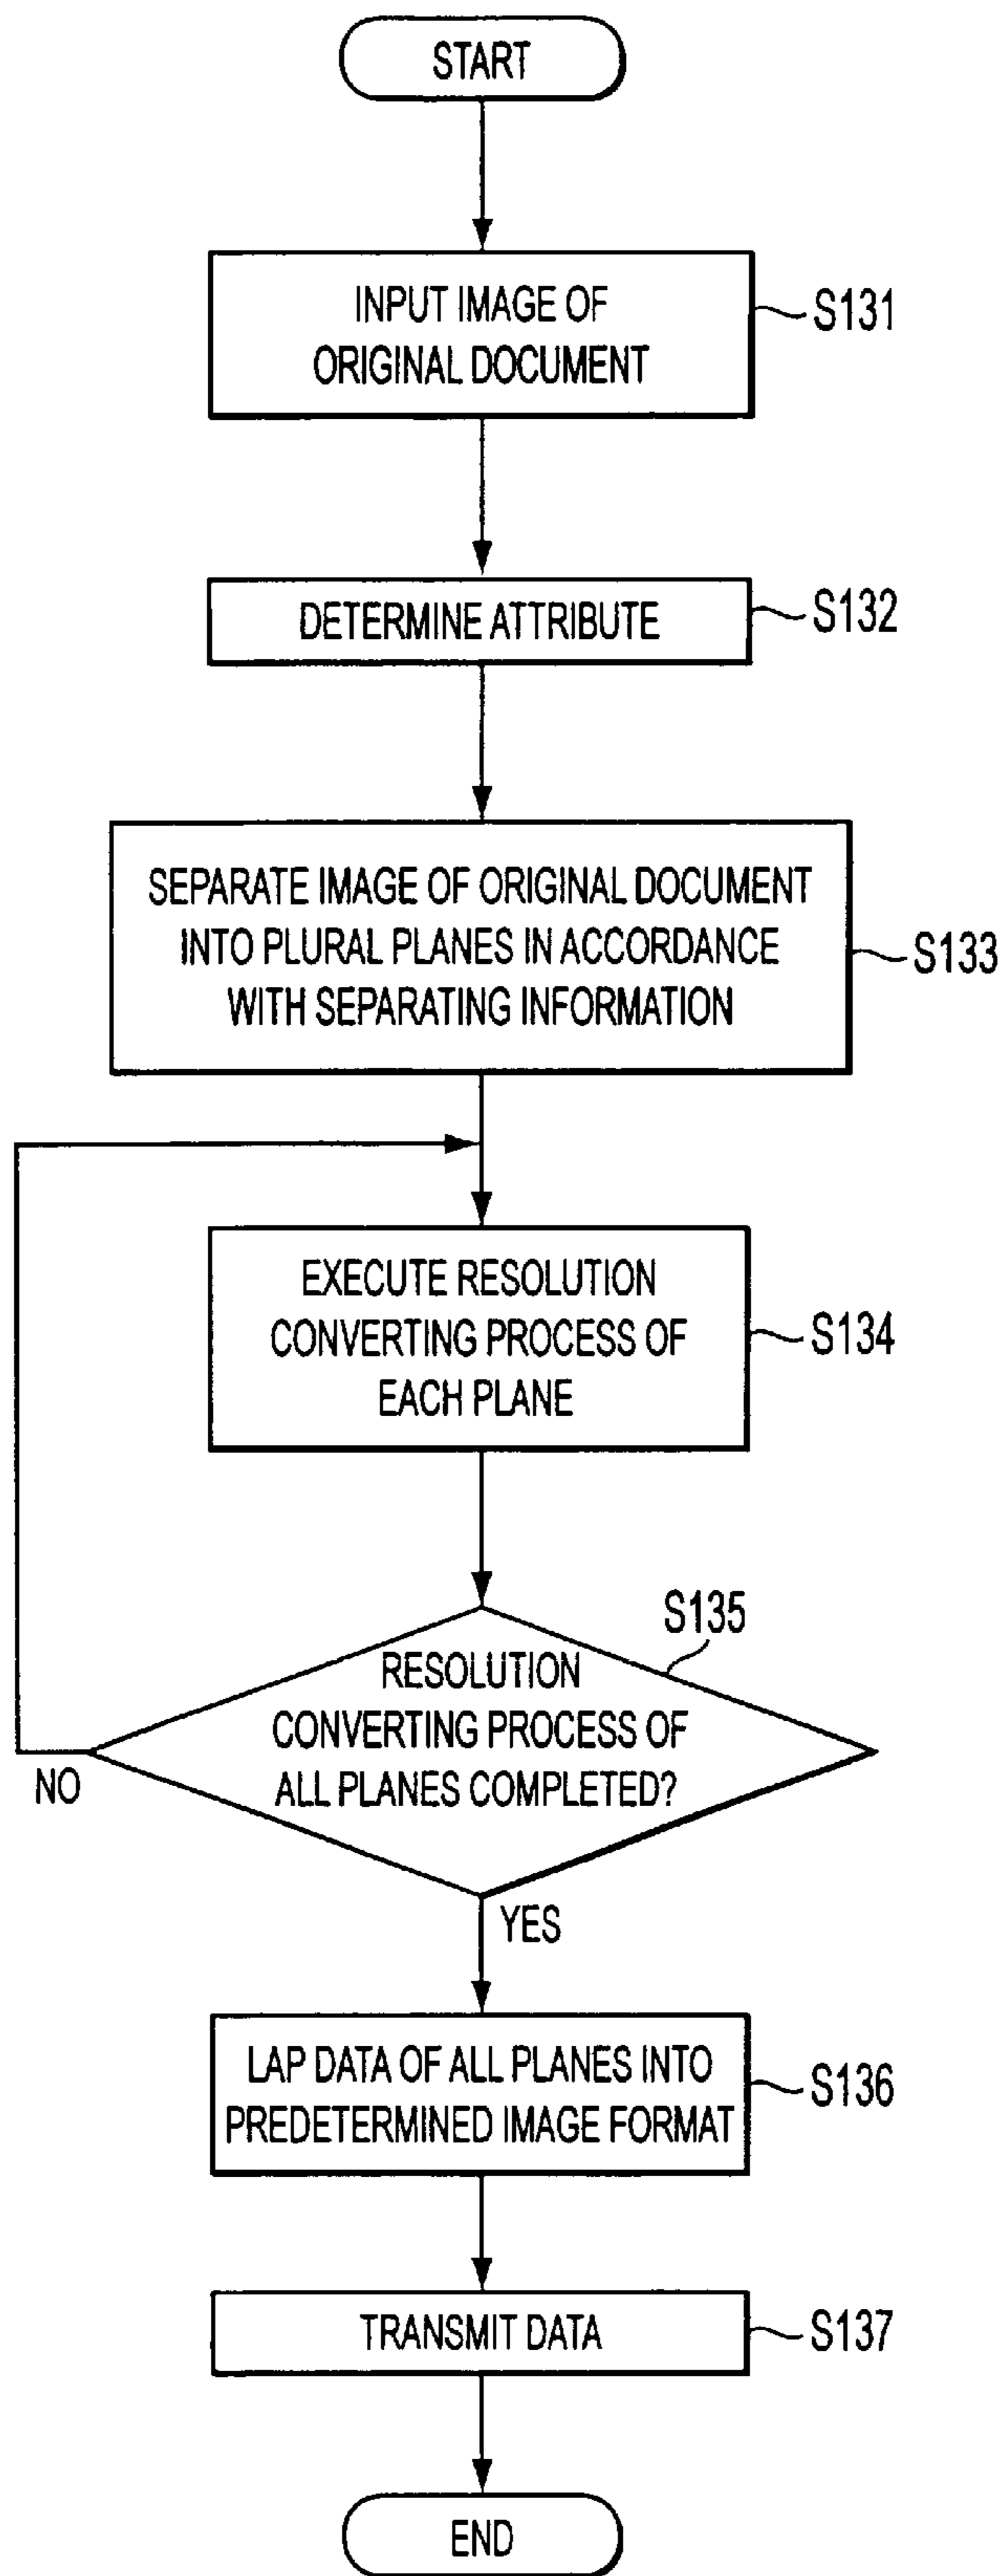 START
INPUT IMAGE OF
ORIGINAL DOCUMENT
S131
DETERMINE ATTRIBUTE
S132
SEPARATE IMAGE OF ORIGINAL DOCUMENT
INTO PLURAL PLANES IN ACCORDANCE
WITH SEPARATING INFORMATION
S133
EXECUTE RESOLUTION
CONVERTING PROCESS OF
EACH PLANE
S134
S135
RESOLUTION
CONVERTING PROCESS OF
ALL PLANES COMPLETED?
NO
YES
LAP DATA OF ALL PLANES INTO
PREDETERMINED IMAGE FORMAT
S136
TRANSMIT DATA
S137
END